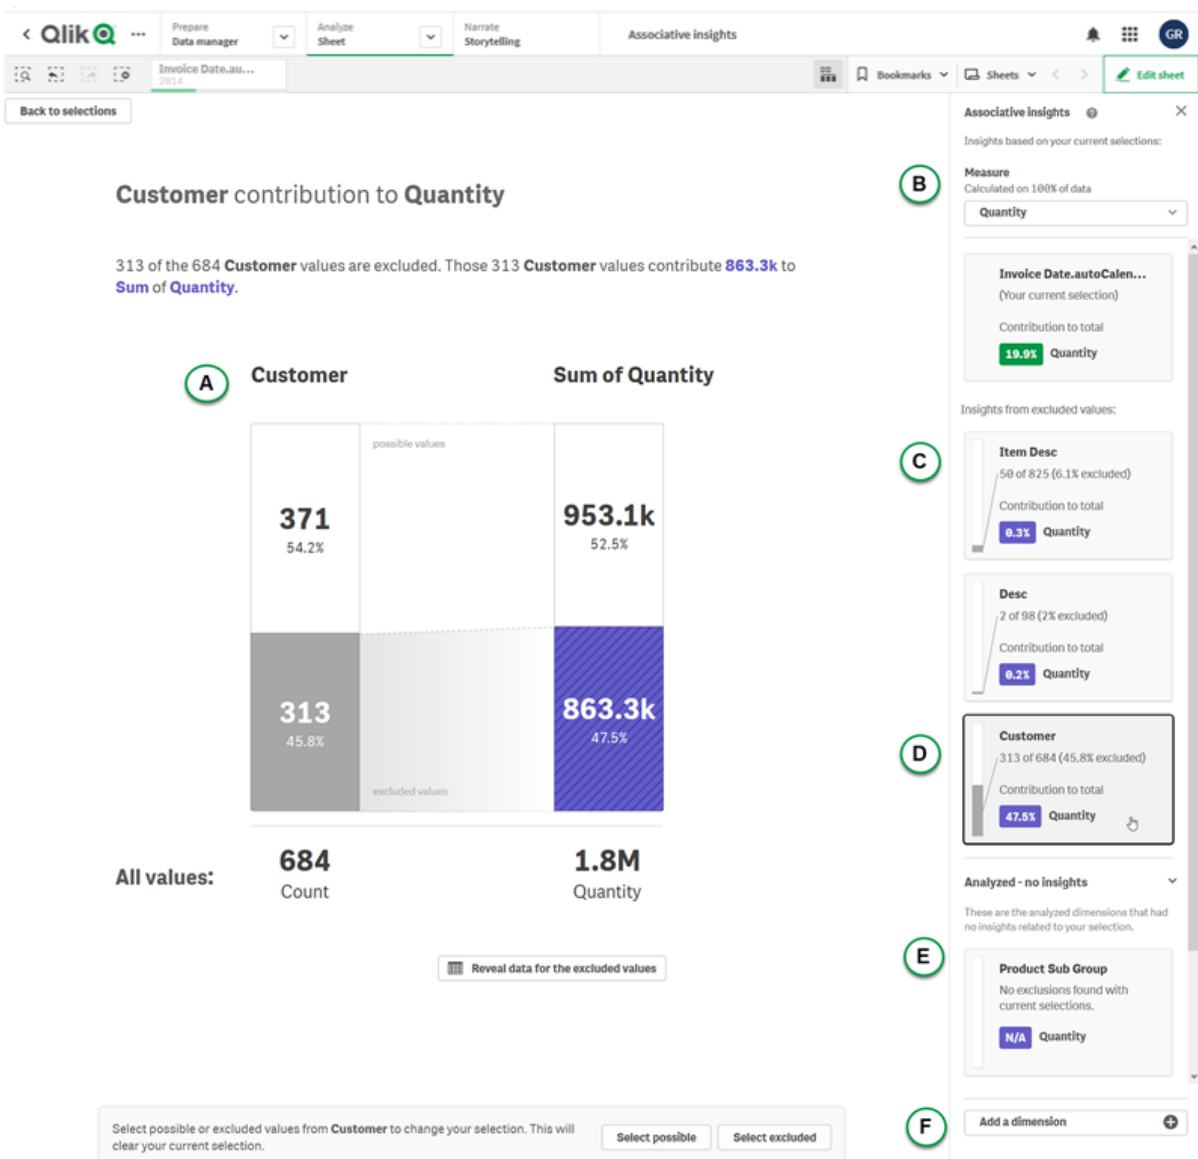 Qlik
Prepare
Data manager
Analyze
Sheet
Narrate
Storytelling
Associative insights
GR
Invoice Date.au...
2014
Bookmarks
Sheets
Edit sheet
Back to selections
Customer contribution to Quantity
313 of the 684 Customer values are excluded. Those 313 Customer values contribute 863.3k to
Sum of Quantity.
A
Customer
Sum of Quantity
possible values
371
54.2%
953.1k
52.5%
313
45.8%
863.3k
47.5%
excluded values
All values:
684
Count
1.8M
Quantity
Reveal data for the excluded values
Select possible or excluded values from Customer to change your selection. This will
clear your current selection.
Select possible
Select excluded
Associative insights
Insights based on your current selections:
B
Measure
Calculated on 100% of data
Quantity
Invoice Date.autoCalen...
(Your current selection)
Contribution to total
19.9% Quantity
Insights from excluded values:
C
Item Desc
50 of 825 (6.1% excluded)
Contribution to total
0.3% Quantity
Desc
2 of 98 (2% excluded)
Contribution to total
0.2% Quantity
D
Customer
313 of 684 (45.8% excluded)
Contribution to total
47.5% Quantity
Analyzed - no insights
These are the analyzed dimensions that had
no insights related to your selection.
E
Product Sub Group
No exclusions found with
current selections.
N/A Quantity
F
Add a dimension